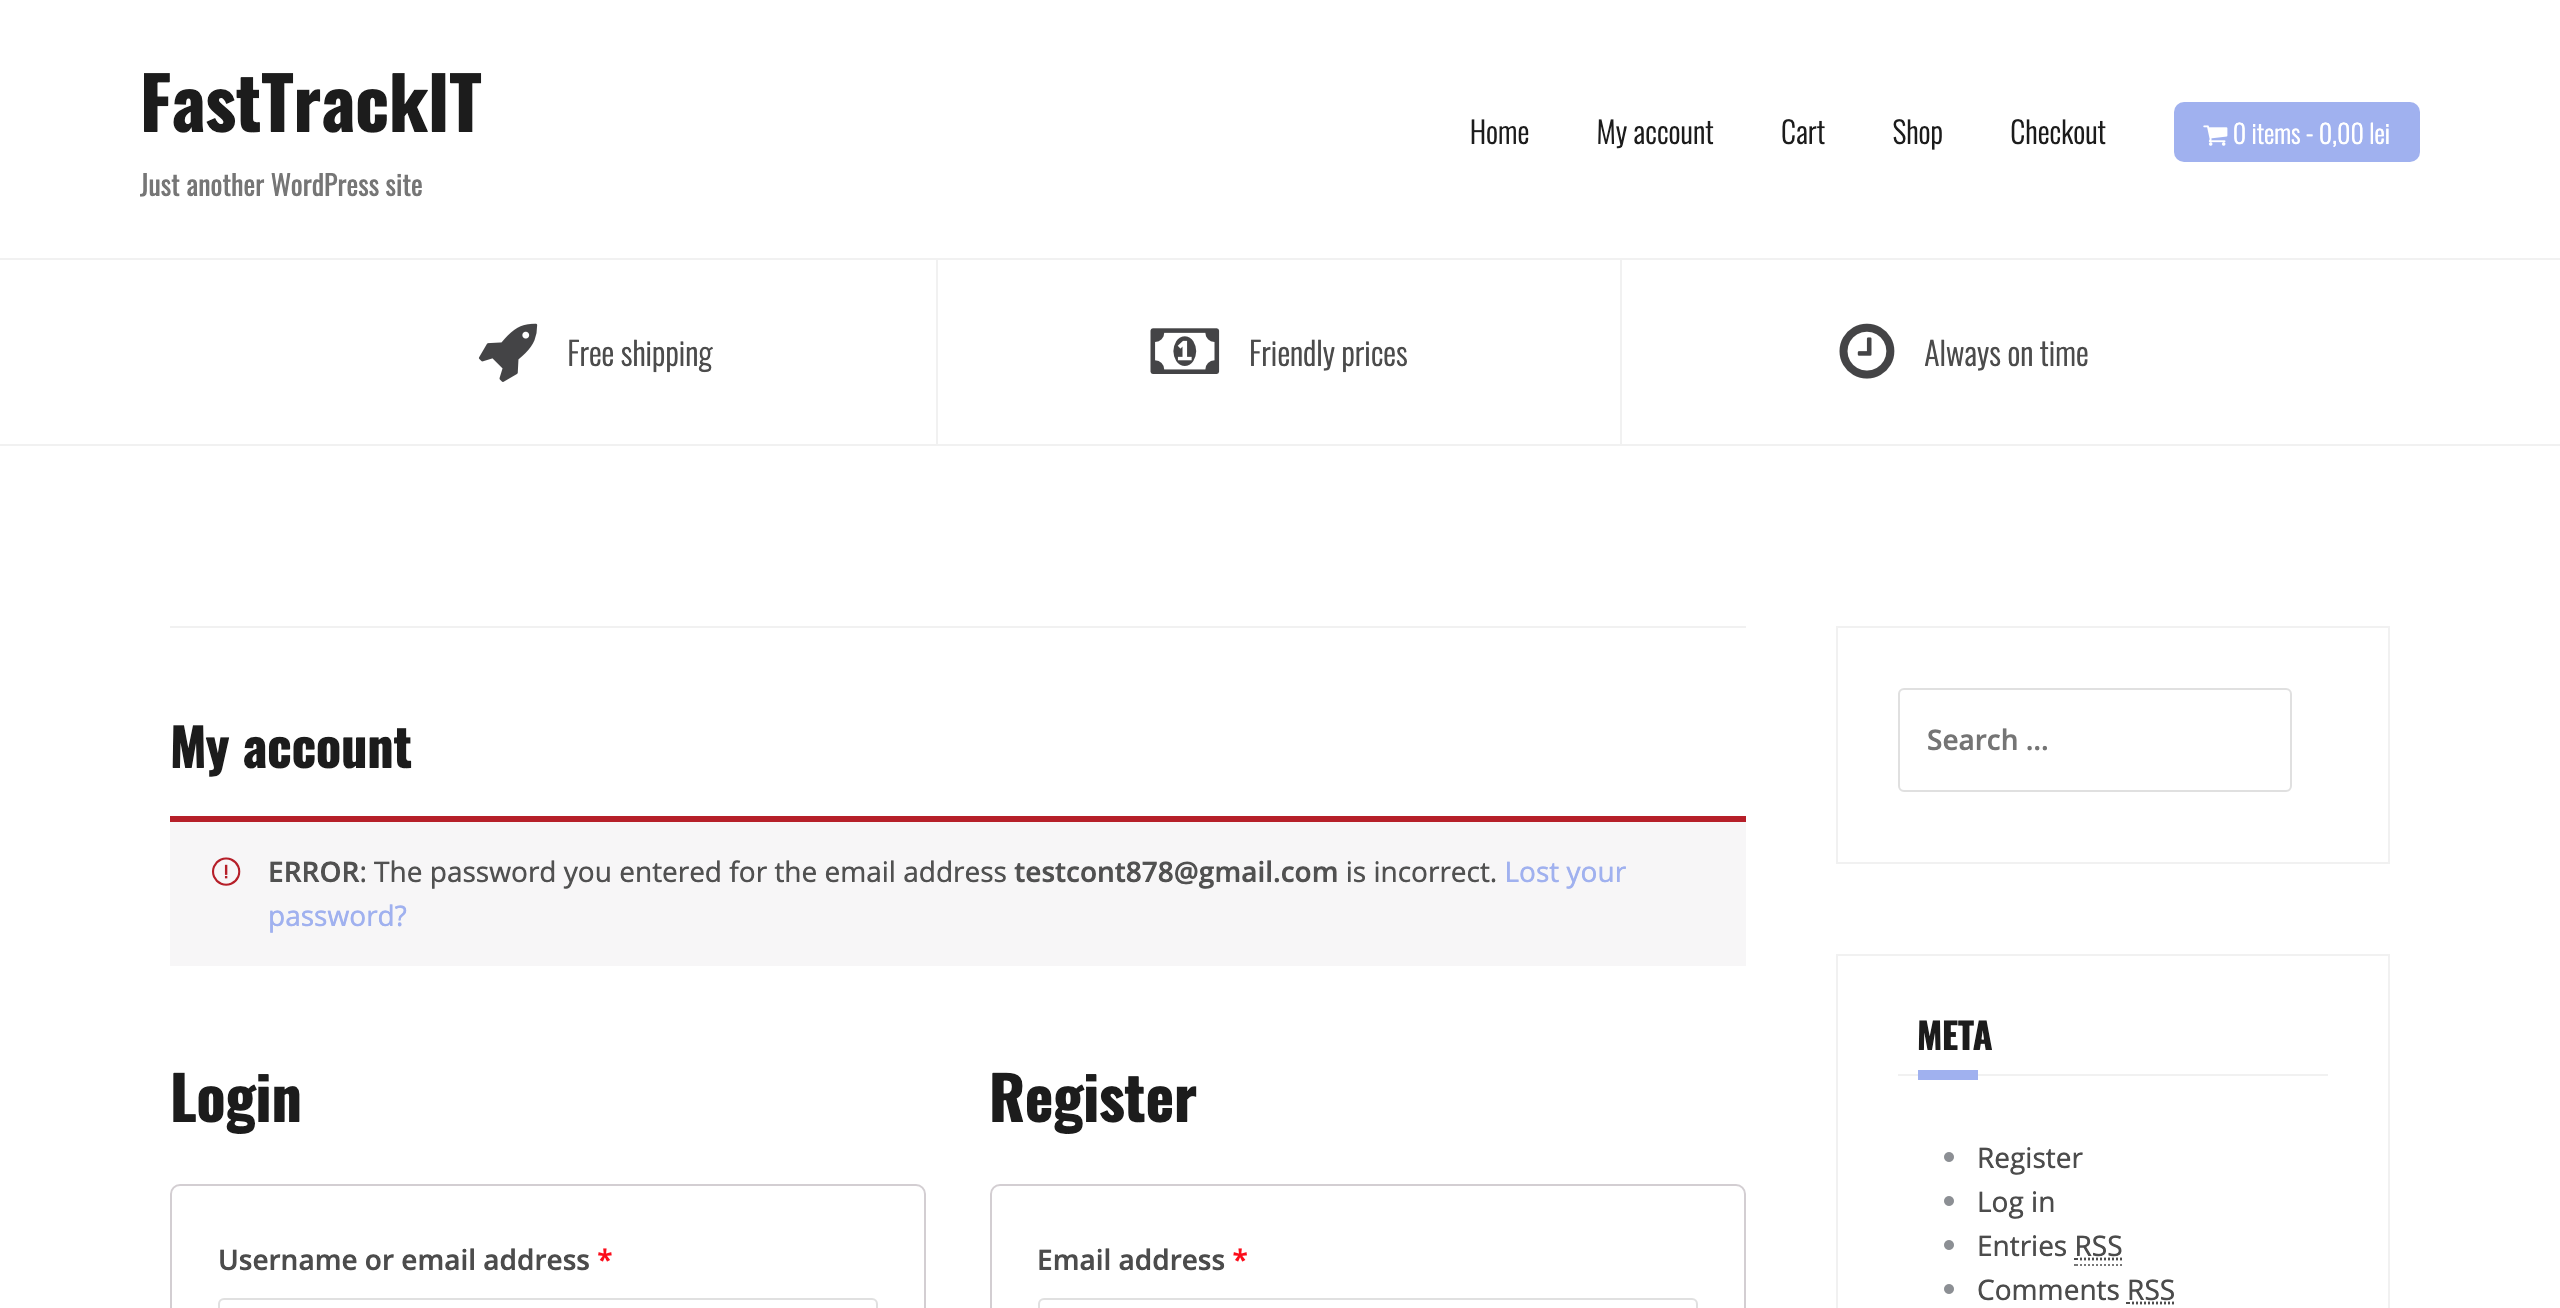 FastTrackIT
Just another WordPress site
Home My account Cart Shop Checkout 0 items - 0,00 lei
Free shipping
Friendly prices
Always on time
My account
ERROR: The password you entered for the email address testcont878@gmail.com is incorrect. Lost your
password?
Login
Username or email address *
Register
Email address *
Search ...
META
Register
Log in
Entries RSS
Comments RSS